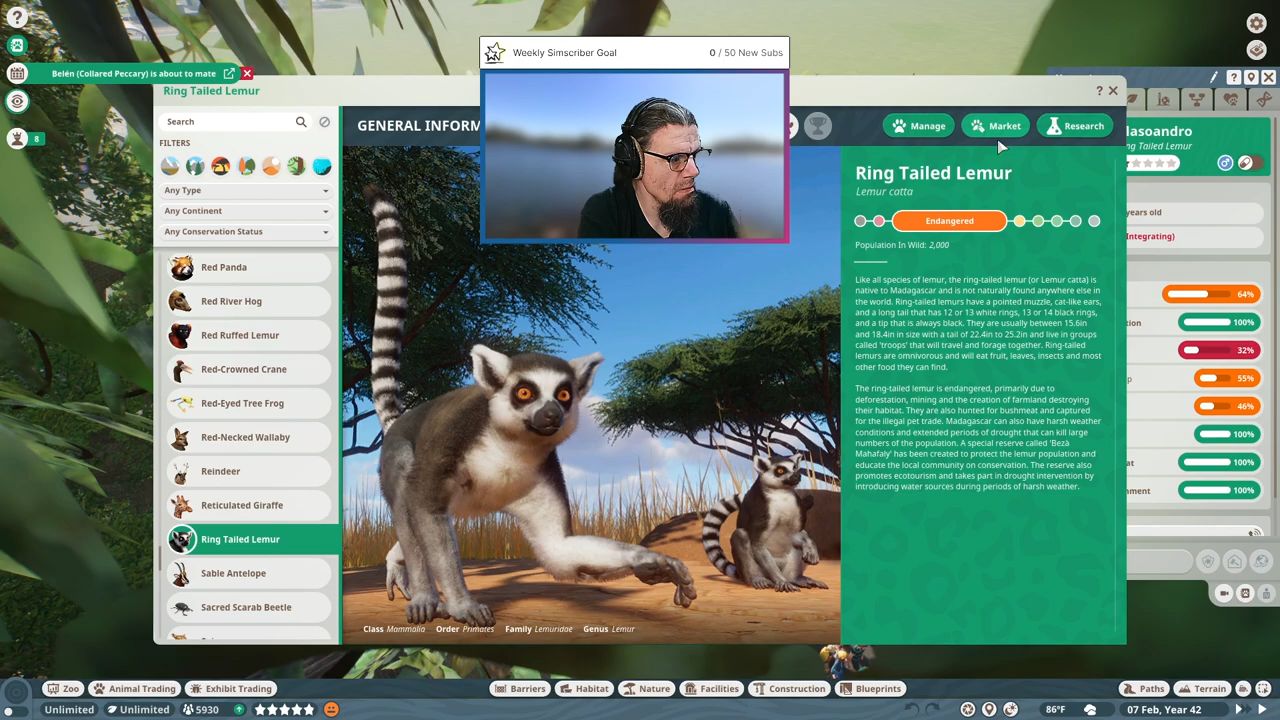 Weekly Simscriber Goal 0 / 50 New Subs
Belén (Collared Peccary) is about to mate
8
Ring Tailed Lemur
Search
FILTERS
Any Type
Any Continent
Any Conservation Status
Red Panda
Red River Hog
Red Ruffed Lemur
Red-Crowned Crane
Red-Eyed Tree Frog
Red-Necked Wallaby
Reindeer
Reticulated Giraffe
Ring Tailed Lemur
Sable Antelope
Sacred Scarab Beetle
GENERAL INFORM
Manage Market Research
Ring Tailed Lemur
Lemur catta
Endangered
Population In Wild: 2,000
Like all species of lemur, the ring-tailed lemur (or Lemur catta) is
native to Madagascar and is not naturally found anywhere else in
the world. Ring-tailed lemurs have a pointed muzzle, cat-like ears,
and a long tail that has 12 or 13 white rings, 13 or 14 black rings,
and a tip that is always black. They are usually between 15.6in
and 18.4in in size with a tail of 22.4in to 25.2in and live in groups
called 'troops' that will travel and forage together. Ring-tailed
lemurs are omnivorous and will eat fruit, leaves, insects and most
other food they can find.
The ring-tailed lemur is endangered, primarily due to
deforestation, mining and the creation of farmland destroying
their habitat. They are also hunted for bushmeat and captured
for the illegal pet trade. Madagascar can also have harsh weather
conditions and extended periods of drought that can kill large
numbers of the population. A special reserve called 'Bezà
Mahafaly' has been created to protect the lemur population and
educate the local community on conservation. The reserve also
promotes ecotourism and takes part in drought intervention by
introducing water sources during periods of harsh weather.
Class Mammalia Order Primates Family Lemuridae Genus Lemur
lasoandro
ng Tailed Lemur
years old
Integrating)
64%
tion 100%
32%
p 55%
46%
100%
at 100%
nment 100%
Zoo Animal Trading Exhibit Trading Barriers Habitat Nature Facilities Construction Blueprints Paths Terrain
Unlimited Unlimited 5930 86°F 07 Feb, Year 42